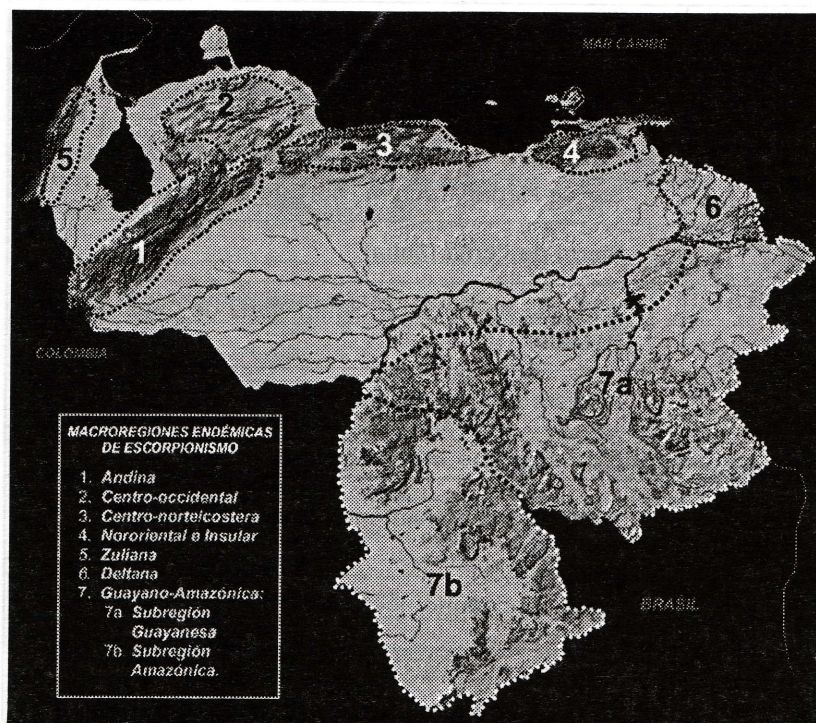 MAR CARIBE
2
3
4
5
6
1
COLOMBIA
7a
7b
BRASIL
MACROREGIONES ENDÉMICAS
DE ESCORPIONISMO
1. Andina
2. Centro-occidental
3. Centro-norte/costera
4. Nororiental e Insular
5. Zuliana
6. Deltana
7. Guayano-Amazónica:
7a Subregión
Guayanesa
7b Subregión
Amazónica.